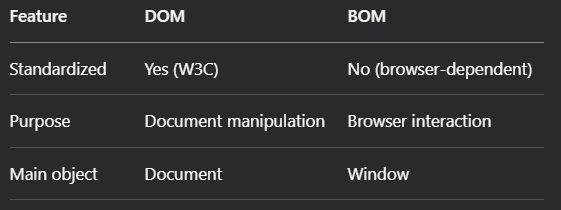 Feature DOM BOM
Standardized Yes (W3C) No (browser-dependent)
Purpose Document manipulation Browser interaction
Main object Document Window